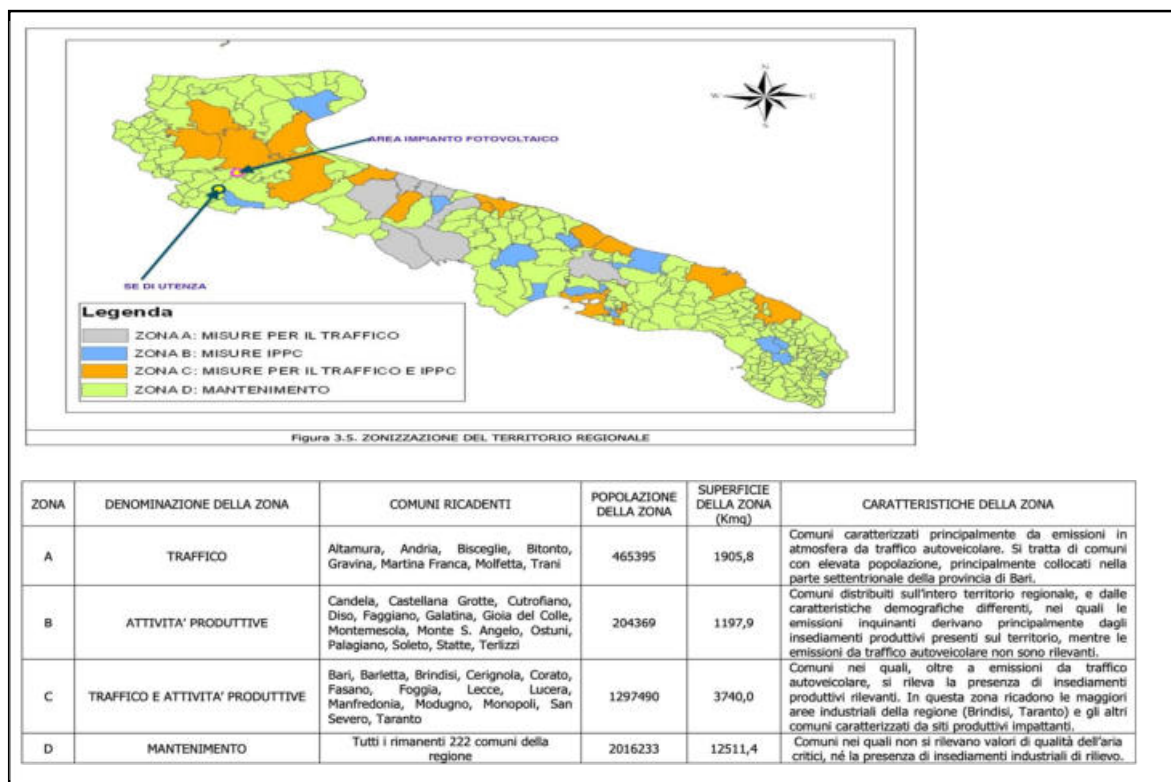 N
W
E
S
AREA IMPIANTO FOTOVOLTAICO
SE DI UTENZA
Legenda
ZONA A: MISURE PER IL TRAFFICO
ZONA B: MISURE IPPC
ZONA C: MISURE PER IL TRAFFICO E IPPC
ZONA D: MANTENIMENTO
Figura 3.5. ZONIZZAZIONE DEL TERRITORIO REGIONALE
ZONA
DENOMINAZIONE DELLA ZONA
COMUNI RICADENTI
POPOLAZIONE
DELLA ZONA
SUPERFICIE
DELLA ZONA
(Kmq)
CARATTERISTICHE DELLA ZONA
A
TRAFFICO
Altamura, Andria, Bisceglie, Bitonto,
Gravina, Martina Franca, Molfetta, Trani
465395
1905,8
Comuni caratterizzati principalmente da emissioni in
atmosfera da traffico autoveicolare. Si tratta di comuni
con elevata popolazione, principalmente collocati nella
parte settentrionale della provincia di Bari.
B
ATTIVITA' PRODUTTIVE
Candela, Castellana Grotte, Cutrofiano,
Diso, Faggiano, Galatina, Gioia del Colle,
Montemesola, Monte S. Angelo, Ostuni,
Palagiano, Soleto, Statte, Terlizzi
204369
1197,9
Comuni distribuiti sull'intero territorio regionale, e dalle
caratteristiche demografiche differenti, nei quali le
emissioni inquinanti derivano principalmente dagli
insediamenti produttivi presenti sul territorio, mentre le
emissioni da traffico autoveicolare non sono rilevanti.
C
TRAFFICO E ATTIVITA' PRODUTTIVE
Bari, Barletta, Brindisi, Cerignola, Corato,
Fasano, Foggia, Lecce, Lucera,
Manfredonia, Modugno, Monopoli, San
Severo, Taranto
1297490
3740,0
Comuni nei quali, oltre a emissioni da traffico
autoveicolare, si rileva la presenza di insediamenti
produttivi rilevanti. In questa zona ricadono le maggiori
aree industriali della regione (Brindisi, Taranto) e gli altri
comuni caratterizzati da siti produttivi impattanti.
D
MANTENIMENTO
Tutti i rimanenti 222 comuni della
regione
2016233
12511,4
Comuni nei quali non si rilevano valori di qualità dell'aria
critici, né la presenza di insediamenti industriali di rilievo.